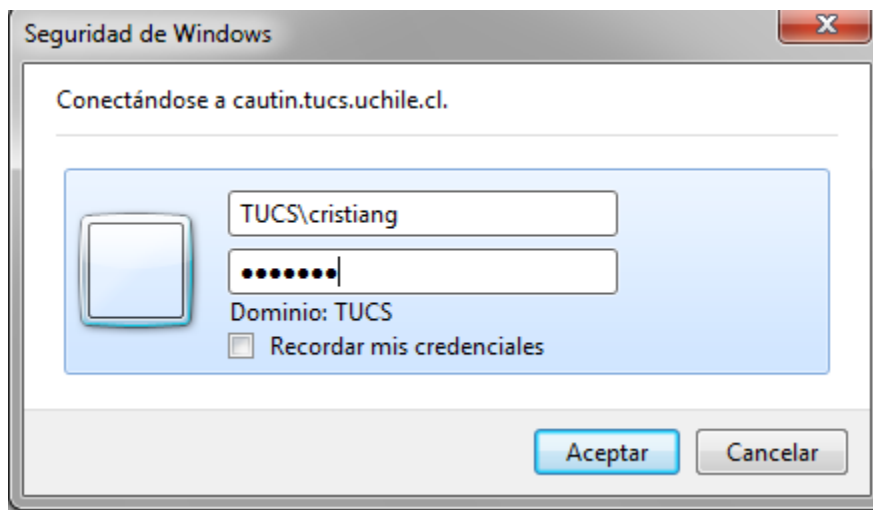 Seguridad de Windows
Conectándose a cautin.tucs.uchile.cl.
TUCS\cristiang
•••••••
Dominio: TUCS
Recordar mis credenciales
Aceptar Cancelar